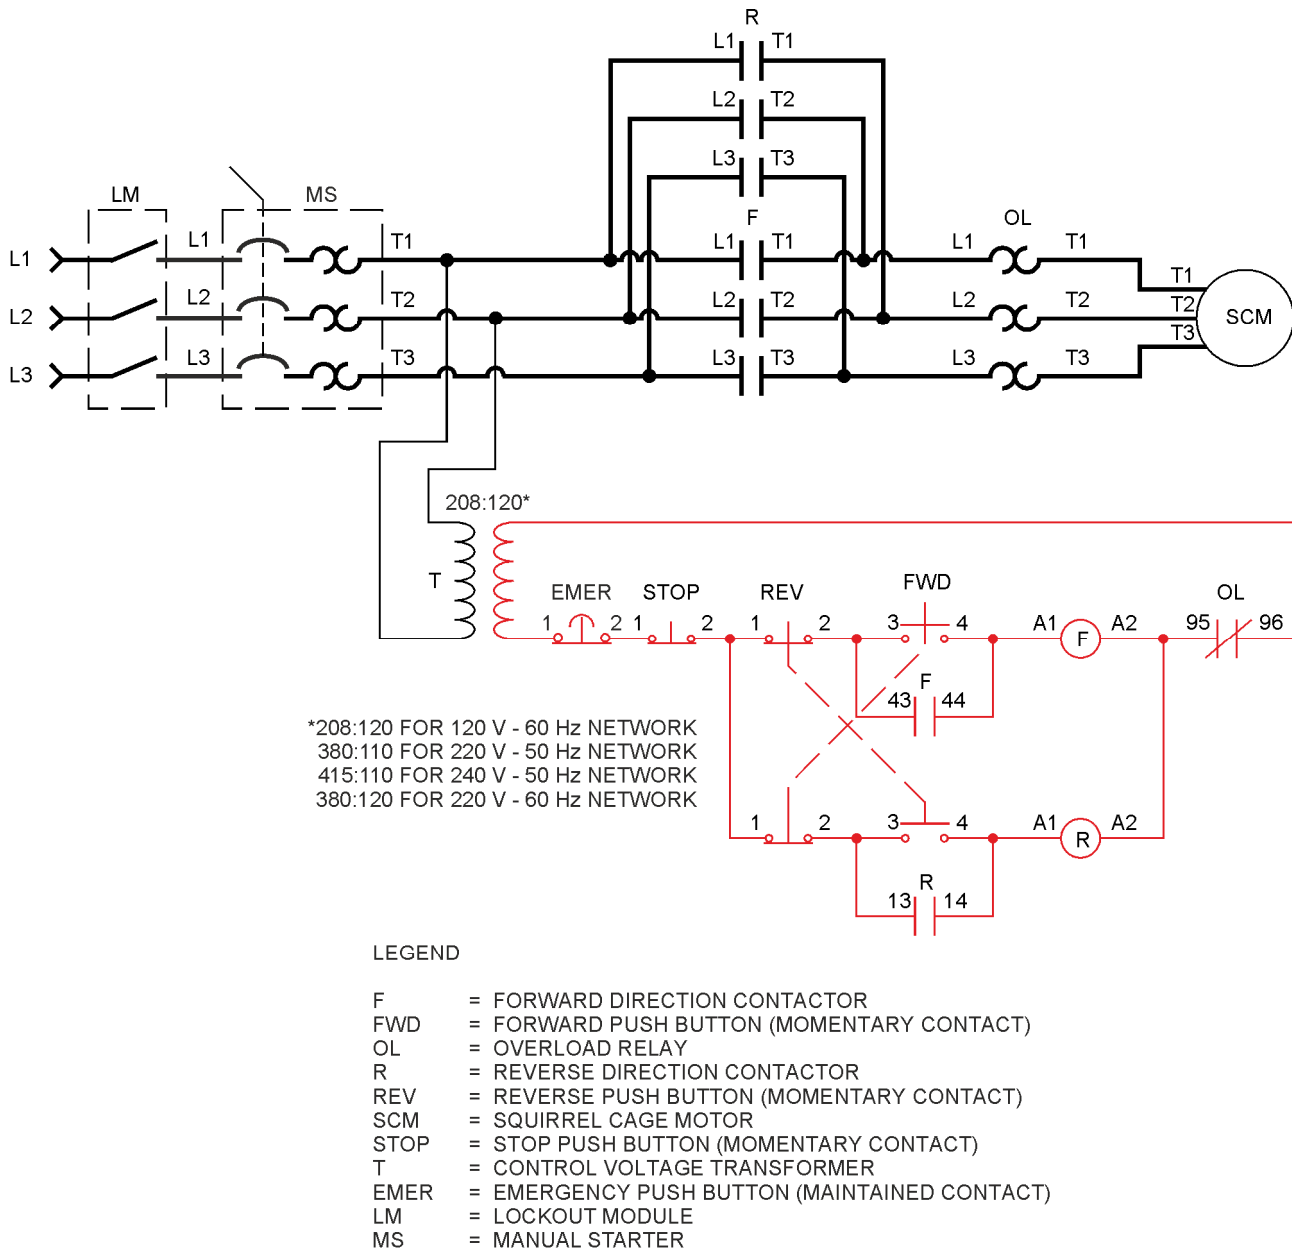 R
L1 T1
L2 T2
L3 T3
LM MS F OL
L1 L1 T1 L1 T1 L1 T1 T1
L2 L2 T2 L2 T2 L2 T2 T2 SCM
L3 L3 T3 L3 T3 L3 T3 T3
208:120*
T
EMER STOP REV FWD OL
1 2 1 2 1 2 3 4 A1 F A2 95 96
F
43 44
*208:120 FOR 120 V - 60 Hz NETWORK
380:110 FOR 220 V - 50 Hz NETWORK
415:110 FOR 240 V - 50 Hz NETWORK
380:120 FOR 220 V - 60 Hz NETWORK
1 2 3 4 A1 R A2
R
13 14
LEGEND
F = FORWARD DIRECTION CONTACTOR
FWD = FORWARD PUSH BUTTON (MOMENTARY CONTACT)
OL = OVERLOAD RELAY
R = REVERSE DIRECTION CONTACTOR
REV = REVERSE PUSH BUTTON (MOMENTARY CONTACT)
SCM = SQUIRREL CAGE MOTOR
STOP = STOP PUSH BUTTON (MOMENTARY CONTACT)
T = CONTROL VOLTAGE TRANSFORMER
EMER = EMERGENCY PUSH BUTTON (MAINTAINED CONTACT)
LM = LOCKOUT MODULE
MS = MANUAL STARTER